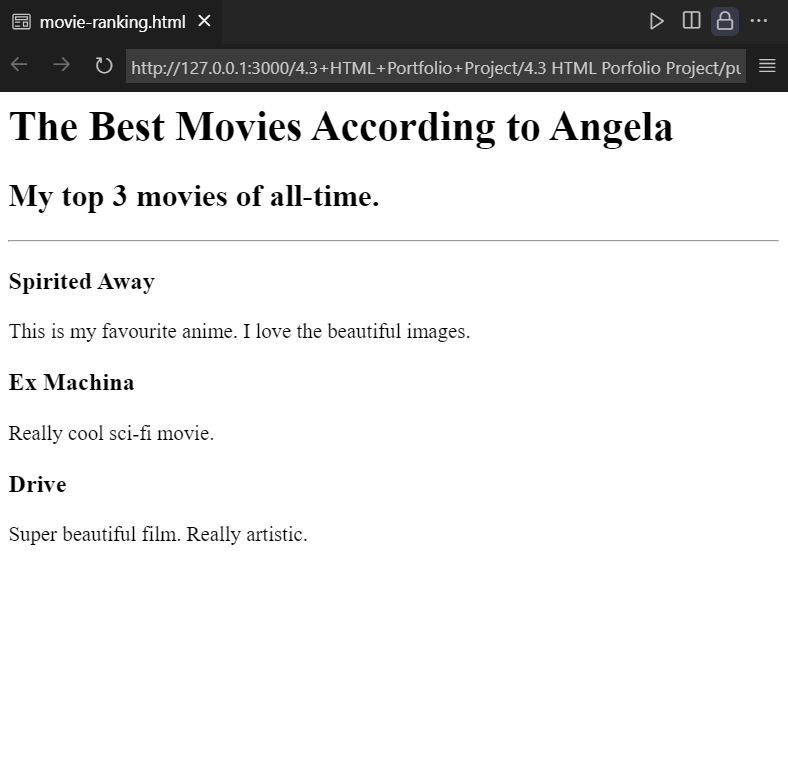 movie-ranking.html
http://127.0.0.1:3000/4.3+HTML+Portfolio+Project/4.3 HTML Porfolio Project/pu
The Best Movies According to Angela
My top 3 movies of all-time.
Spirited Away
This is my favourite anime. I love the beautiful images.
Ex Machina
Really cool sci-fi movie.
Drive
Super beautiful film. Really artistic.